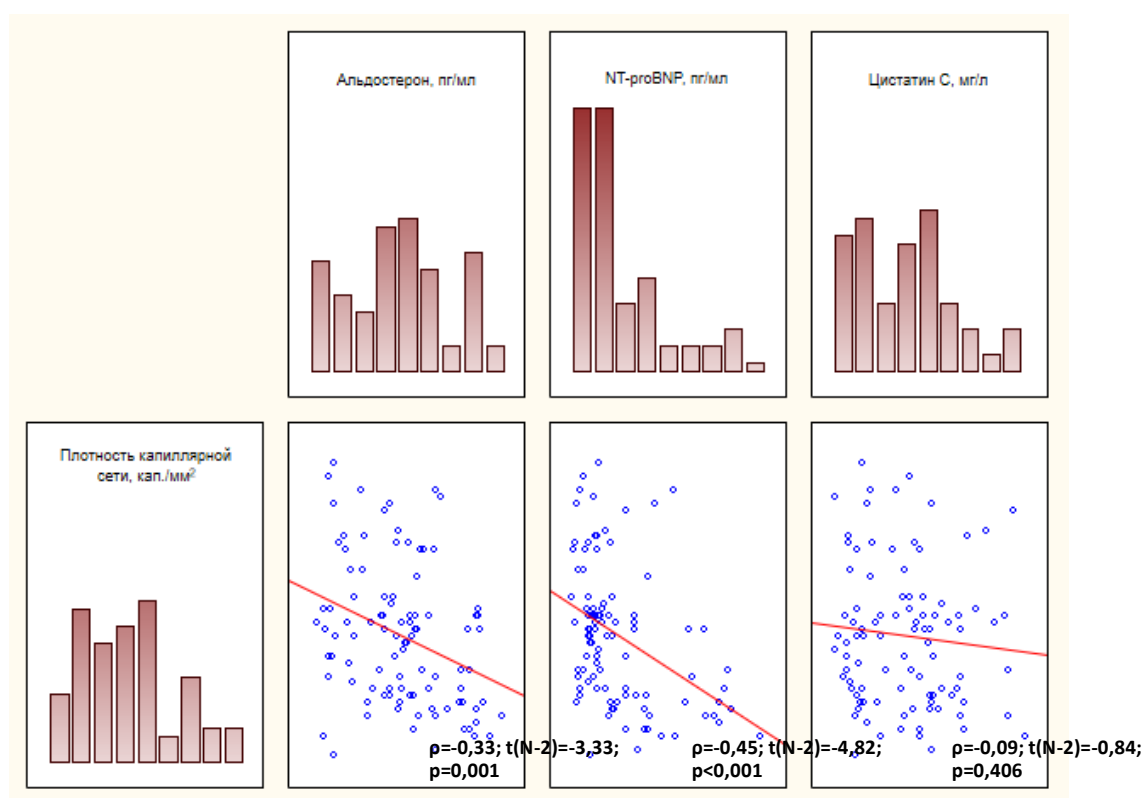 Альдостерон, пг/мл
NT-proBNP, пг/мл
Цистатин С, мг/л
Плотность капиллярной
сети, кап./мм²
ρ=-0,33; t(N-2)=-3,33;
p=0,001
ρ=-0,45; t(N-2)=-4,82;
p<0,001
ρ=-0,09; t(N-2)=-0,84;
p=0,406